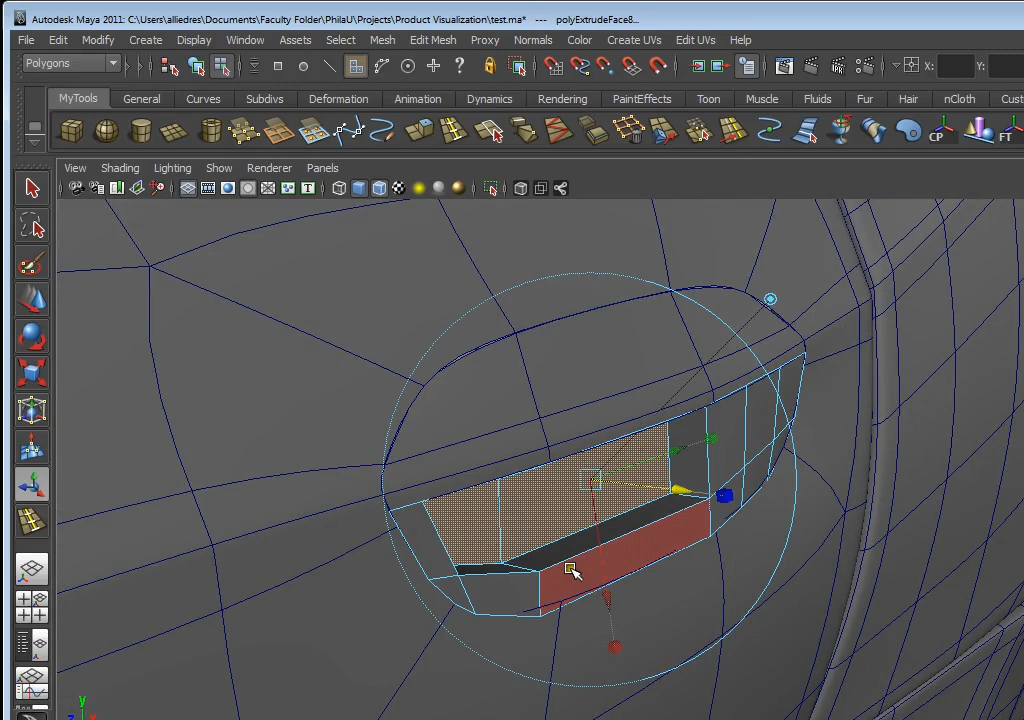 Autodesk Maya 2011: C:\Users\alliedres\Documents\Faculty Folder\PhilaU\Projects\Product Visualization\test.ma* --- polyExtrudeFace8...
File Edit Modify Create Display Window Assets Select Mesh Edit Mesh Proxy Normals Color Create UVs Edit UVs Help
Polygons X: Y:
MyTools General Curves Subdivs Deformation Animation Dynamics Rendering PaintEffects Toon Muscle Fluids Fur Hair nCloth Cust
CP FT
View Shading Lighting Show Renderer Panels
T
y